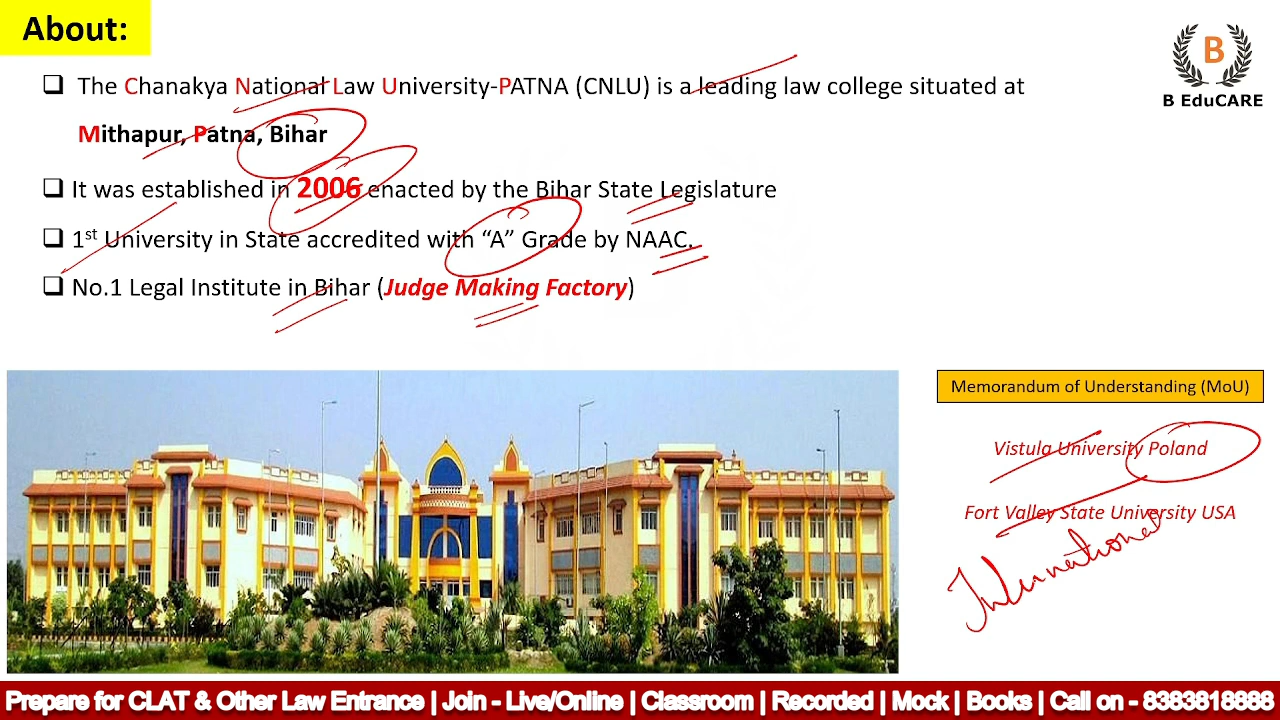 About:
B
B EduCARE
❑ The Chanakya National Law University-PATNA (CNLU) is a leading law college situated at
Mithapur, Patna, Bihar
❑ It was established in 2006 enacted by the Bihar State Legislature
❑ 1st University in State accredited with “A” Grade by NAAC.
❑ No.1 Legal Institute in Bihar (Judge Making Factory)
Memorandum of Understanding (MoU)
Vistula University Poland
Fort Valley State University USA
International
Prepare for CLAT & Other Law Entrance | Join - Live/Online | Classroom | Recorded | Mock | Books | Call on - 8383818888